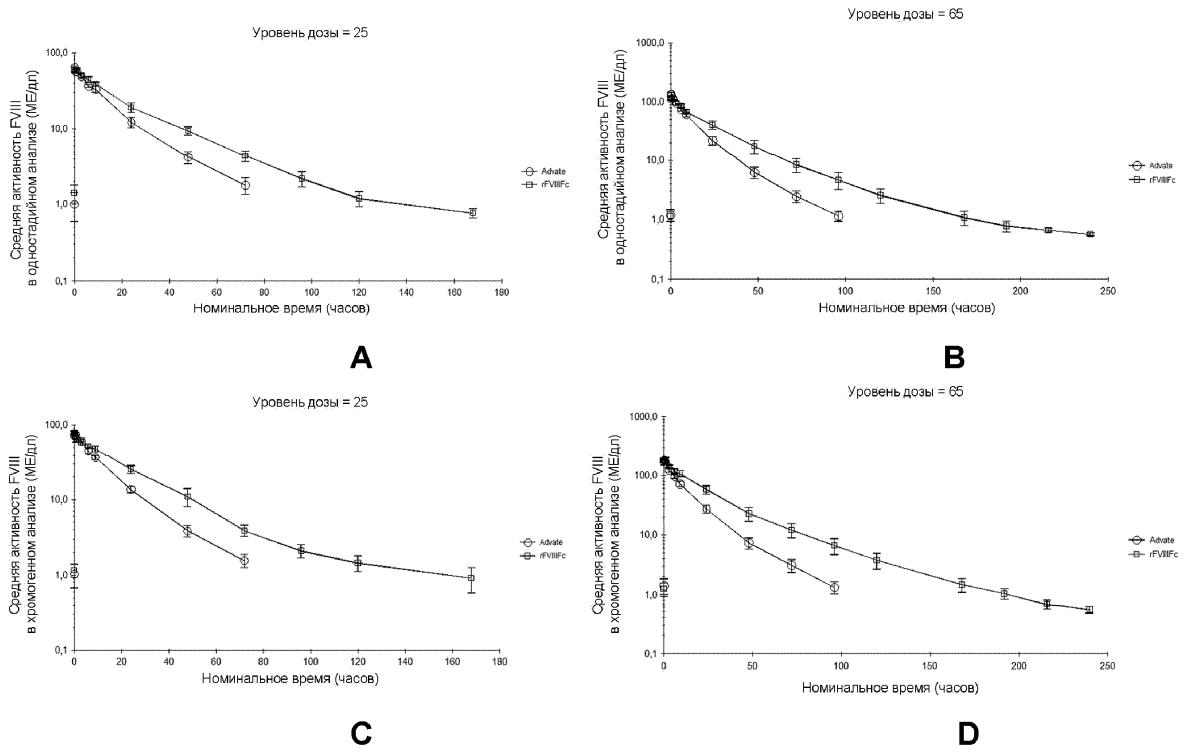 Уровень дозы = 25
Средняя активность FVIII
в одностадийном анализе (МЕ/дл)
100,0
10,0
1,0
0,1
0
20
40
60
80
100
120
140
160
180
Номинальное время (часов)
Advate
rFVIIIFc
A
Уровень дозы = 65
Средняя активность FVIII
в одностадийном анализе (МЕ/дл)
1000,0
100,0
10,0
1,0
0,1
0
50
100
150
200
250
Номинальное время (часов)
Advate
rFVIIIFc
B
Уровень дозы = 25
Средняя активность FVIII
в хромогенном анализе (МЕ/дл)
100,0
10,0
1,0
0,1
0
20
40
60
80
100
120
140
160
180
Номинальное время (часов)
Advate
rFVIIIFc
C
Уровень дозы = 65
Средняя активность FVIII
в хромогенном анализе (МЕ/дл)
1000,0
100,0
10,0
1,0
0,1
0
50
100
150
200
250
Номинальное время (часов)
Advate
rFVIIIFc
D